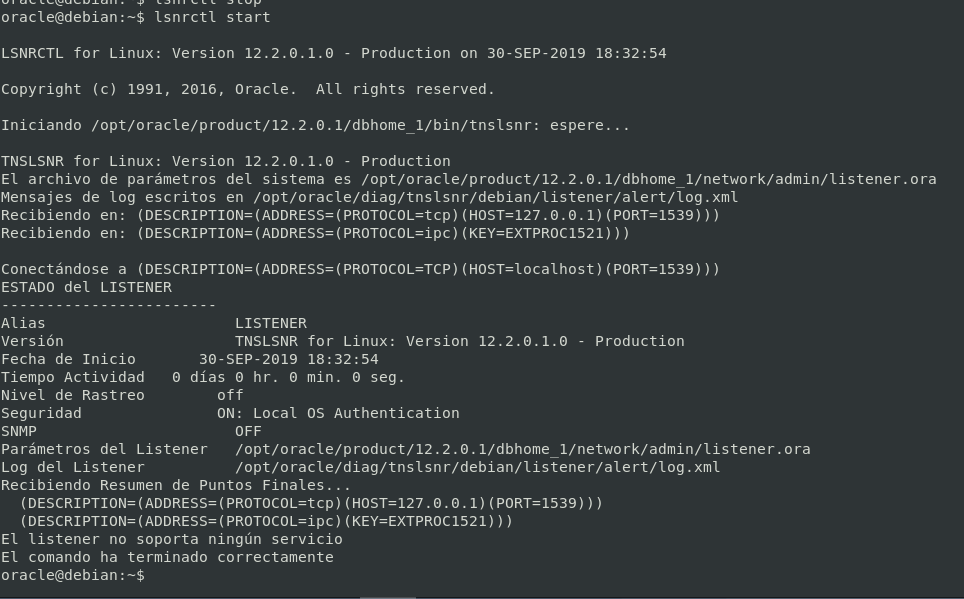 oracle@debian:~$ lsnrctl stop
oracle@debian:~$ lsnrctl start

LSNRCTL for Linux: Version 12.2.0.1.0 - Production on 30-SEP-2019 18:32:54

Copyright (c) 1991, 2016, Oracle.  All rights reserved.

Iniciando /opt/oracle/product/12.2.0.1/dbhome_1/bin/tnslsnr: espere...

TNSLSNR for Linux: Version 12.2.0.1.0 - Production
El archivo de parámetros del sistema es /opt/oracle/product/12.2.0.1/dbhome_1/network/admin/listener.ora
Mensajes de log escritos en /opt/oracle/diag/tnslsnr/debian/listener/alert/log.xml
Recibiendo en: (DESCRIPTION=(ADDRESS=(PROTOCOL=tcp)(HOST=127.0.0.1)(PORT=1539)))
Recibiendo en: (DESCRIPTION=(ADDRESS=(PROTOCOL=ipc)(KEY=EXTPROC1521)))

Conectándose a (DESCRIPTION=(ADDRESS=(PROTOCOL=TCP)(HOST=localhost)(PORT=1539)))
ESTADO del LISTENER
------------------------
Alias                     LISTENER
Versión                   TNSLSNR for Linux: Version 12.2.0.1.0 - Production
Fecha de Inicio       30-SEP-2019 18:32:54
Tiempo Actividad   0 días 0 hr. 0 min. 0 seg.
Nivel de Rastreo        off
Seguridad               ON: Local OS Authentication
SNMP                      OFF
Parámetros del Listener   /opt/oracle/product/12.2.0.1/dbhome_1/network/admin/listener.ora
Log del Listener          /opt/oracle/diag/tnslsnr/debian/listener/alert/log.xml
Recibiendo Resumen de Puntos Finales...
  (DESCRIPTION=(ADDRESS=(PROTOCOL=tcp)(HOST=127.0.0.1)(PORT=1539)))
  (DESCRIPTION=(ADDRESS=(PROTOCOL=ipc)(KEY=EXTPROC1521)))
El listener no soporta ningún servicio
El comando ha terminado correctamente
oracle@debian:~$